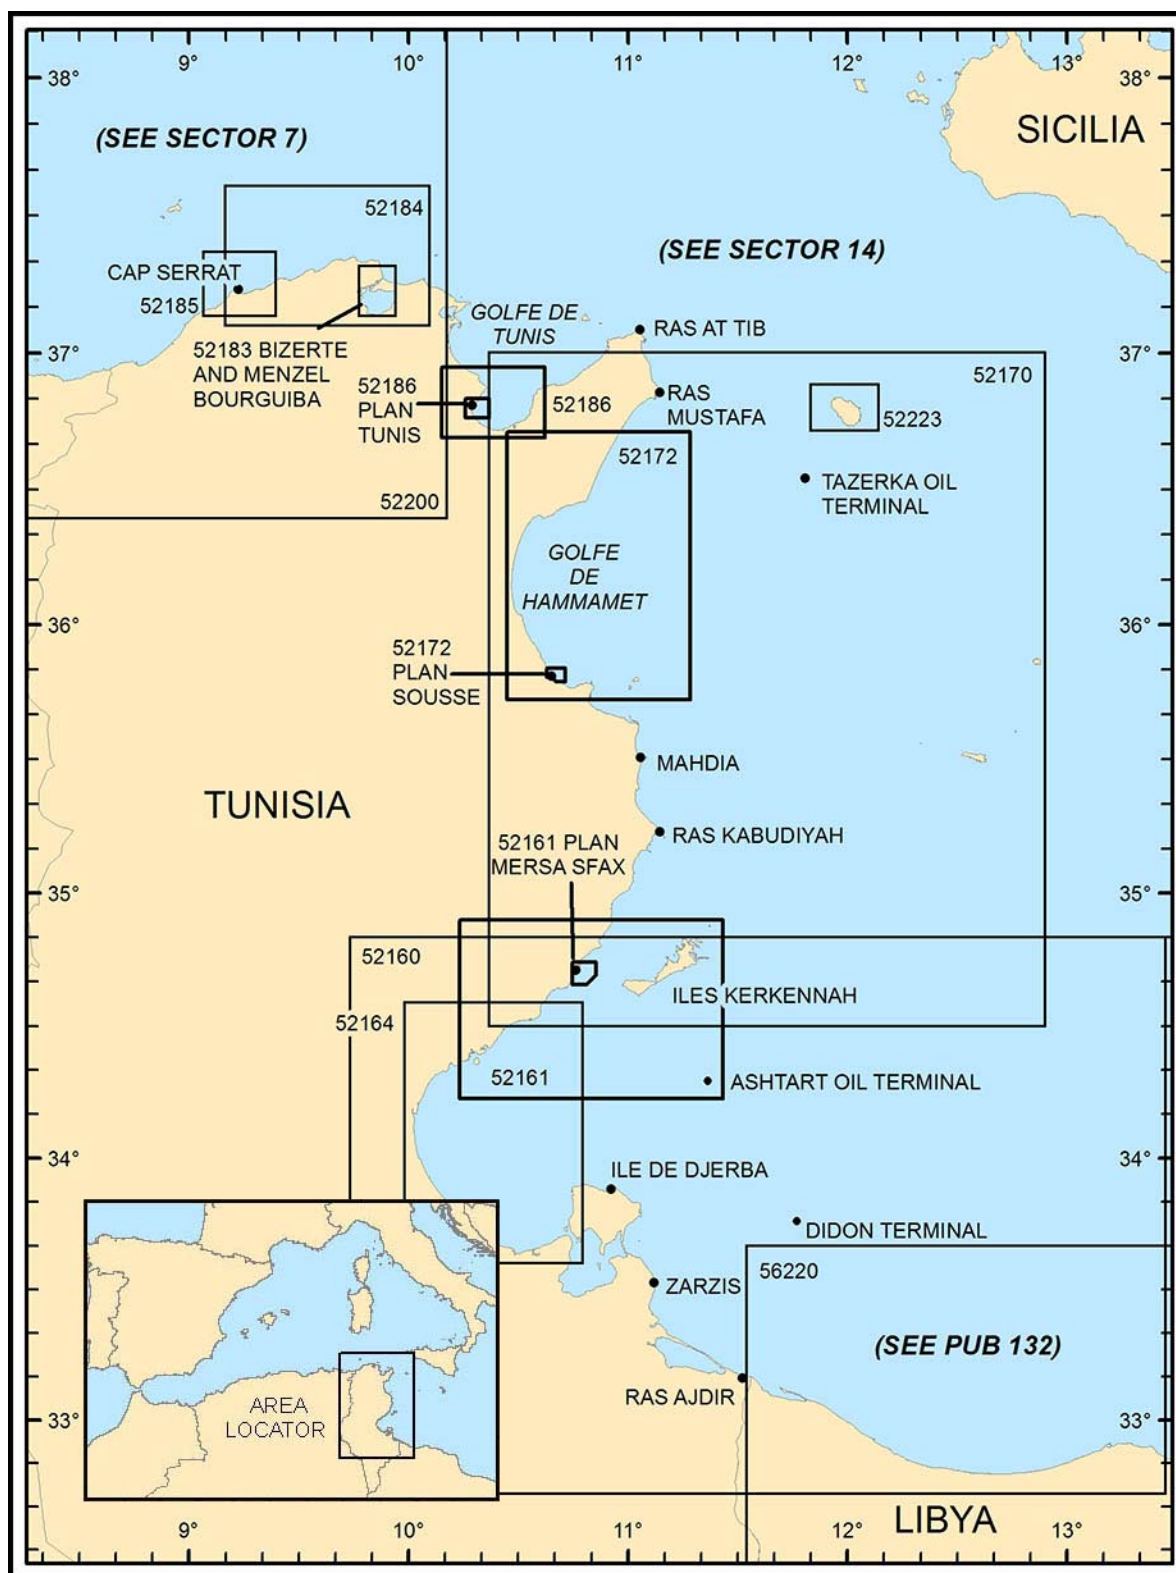 9°
10°
11°
12°
13°
38°
38°
SICILIA
(SEE SECTOR 7)
52184
(SEE SECTOR 14)
CAP SERRAT
52185
GOLFE DE
TUNIS
RAS AT TIB
37°
37°
52183 BIZERTE
AND MENZEL
BOURGUIBA
52186
PLAN
TUNIS
52186
RAS
MUSTAFA
52170
52223
52172
TAZERKA OIL
TERMINAL
52200
GOLFE
DE
HAMMAMET
36°
36°
52172
PLAN
SOUSSE
MAHDIA
TUNISIA
RAS KABUDIYAH
52161 PLAN
MERSA SFAX
35°
35°
52160
ILES KERKENNAH
52164
52161
ASHTART OIL TERMINAL
34°
34°
ILE DE DJERBA
DIDON TERMINAL
56220
ZARZIS
(SEE PUB 132)
RAS AJDIR
AREA
LOCATOR
33°
33°
LIBYA
9°
10°
11°
12°
13°